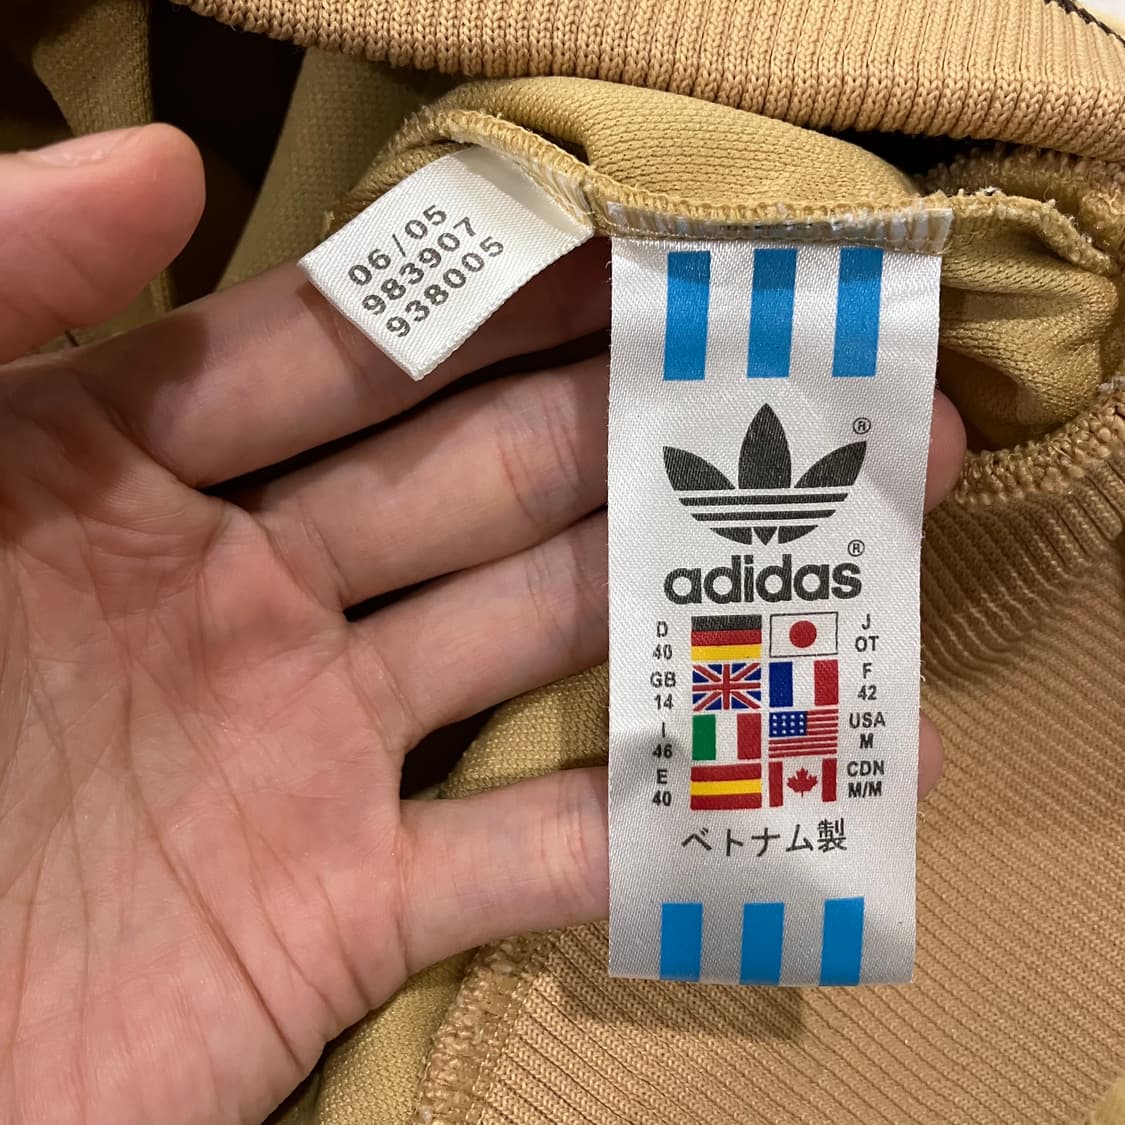 06/05
983907
938005
®
adidas®
D 40 J OT
GB 14 F 42
I 46 USA M
E 40 CDN M/M
ベトナム製